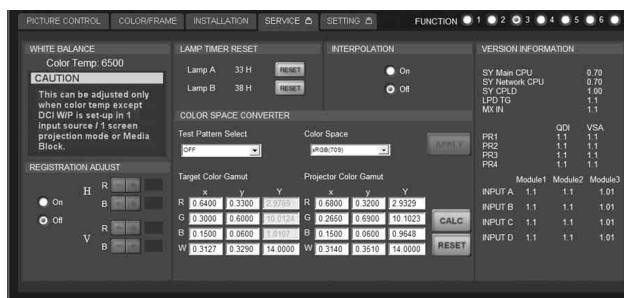 PICTURE CONTROL COLOR/FRAME INSTALLATION SERVICE SETTING FUNCTION 1 2 3 4 5 6
WHITE BALANCE
Color Temp: 6500
CAUTION
This can be adjusted only
when color temp except
DCI W/P is set-up in 1
input source / 1 screen
projection mode or Media
Block.
REGISTRATION ADJUST
H R
On B
Off
V R
B
LAMP TIMER RESET
Lamp A 33 H RESET
Lamp B 38 H RESET
INTERPOLATION
On
Off
COLOR SPACE CONVERTER
Test Pattern Select Color Space
OFF xRGB(709) APPLY
Target Color Gamut Projector Color Gamut
x y Y x y Y
R 0.6400 0.3300 2.9769 R 0.6800 0.3200 2.9329
G 0.3000 0.6000 10.0124 G 0.2650 0.6900 10.1023 CALC
B 0.1500 0.0600 1.0107 B 0.1500 0.0600 0.9648
W 0.3127 0.3290 14.0000 W 0.3140 0.3510 14.0000 RESET
VERSION INFORMATION
SY Main CPU 0.70
SY Network CPU 0.70
SY CPLD 1.00
LPD TG 1.1
MX IN 1.1
QDI VSA
PR1 1.1 1.1
PR2 1.1 1.1
PR3 1.1 1.1
PR4 1.1 1.1
Module1 Module2 Module3
INPUT A 1.1 1.1 1.01
INPUT B 1.1 1.1 1.01
INPUT C 1.1 1.1 1.01
INPUT D 1.1 1.1 1.01